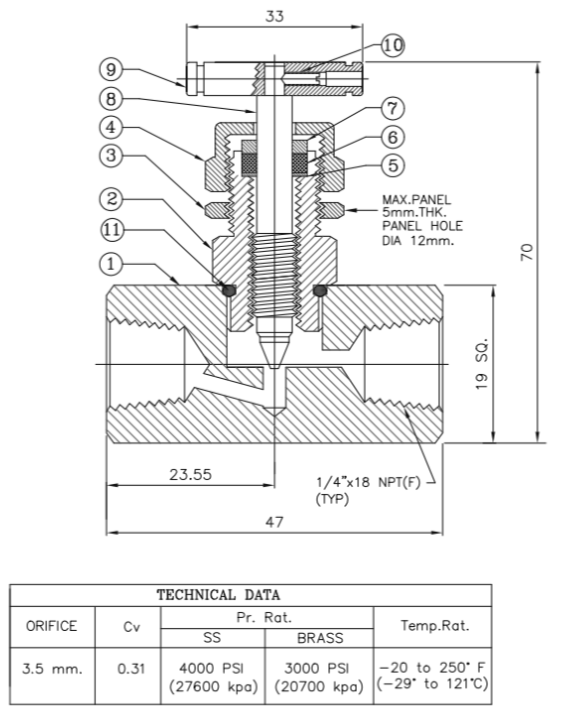 33
10
9
8
7
4
6
3
5
MAX.PANEL
5mm.THK.
PANEL HOLE
DIA 12mm.
2
11
1
70
19 SQ.
23.55
1/4"x18 NPT(F)
(TYP)
47
TECHNICAL DATA
ORIFICE Cv Pr. Rat. Temp.Rat.
SS BRASS
3.5 mm. 0.31 4000 PSI 3000 PSI -20 to 250° F
(27600 kpa) (20700 kpa) (-29° to 121°C)